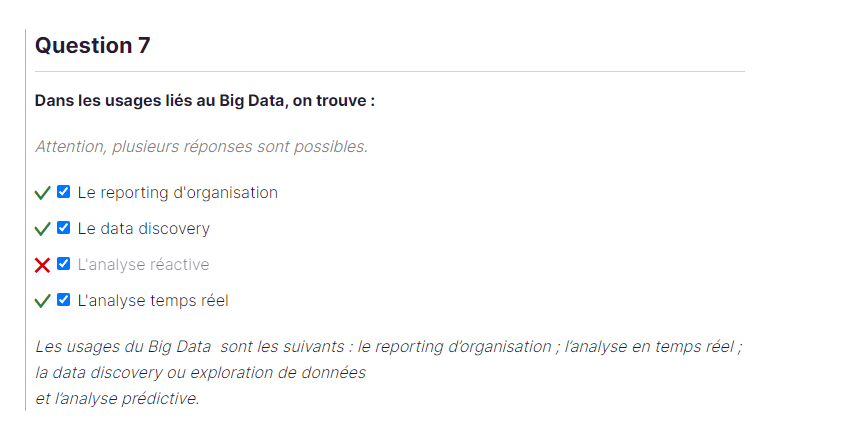 Question 7
Dans les usages liés au Big Data, on trouve :
Attention, plusieurs réponses sont possibles.
Le reporting d'organisation
Le data discovery
L'analyse réactive
L'analyse temps réel
Les usages du Big Data  sont les suivants : le reporting d’organisation ; l’analyse en temps réel ;
la data discovery ou exploration de données
et l’analyse prédictive.